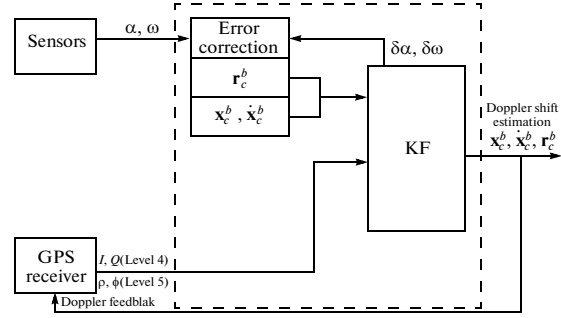 Sensors
α, ω
Error
correction
r_c^b
x_c^b , ẋ_c^b
δα, δω
KF
Doppler shift
estimation
x_c^b, ẋ_c^b, r_c^b
GPS
receiver
I, Q(Level 4)
ρ, ϕ(Level 5)
Doppler feedblak